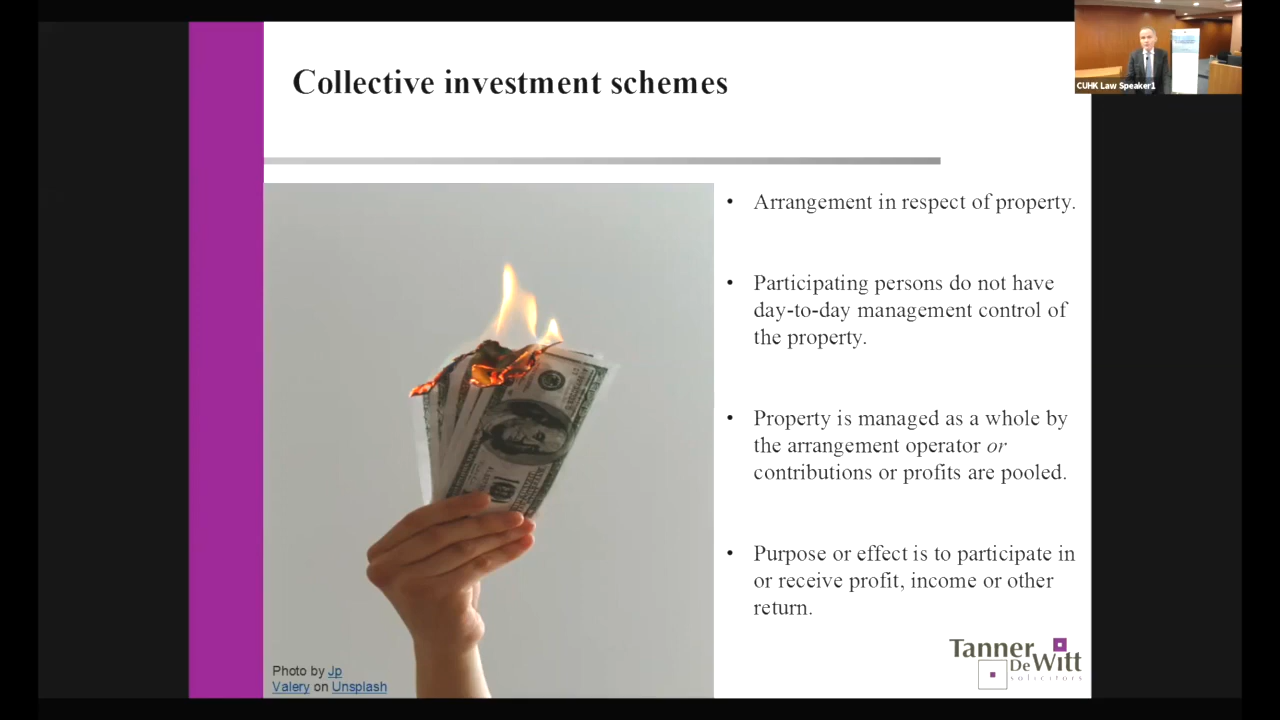 Collective investment schemes
CUHK Law Speaker1
• Arrangement in respect of property.
• Participating persons do not have
day-to-day management control of
the property.
• Property is managed as a whole by
the arrangement operator or
contributions or profits are pooled.
• Purpose or effect is to participate in
or receive profit, income or other
return.
Photo by Jp
Valery on Unsplash
Tanner
DeWitt
solicitors